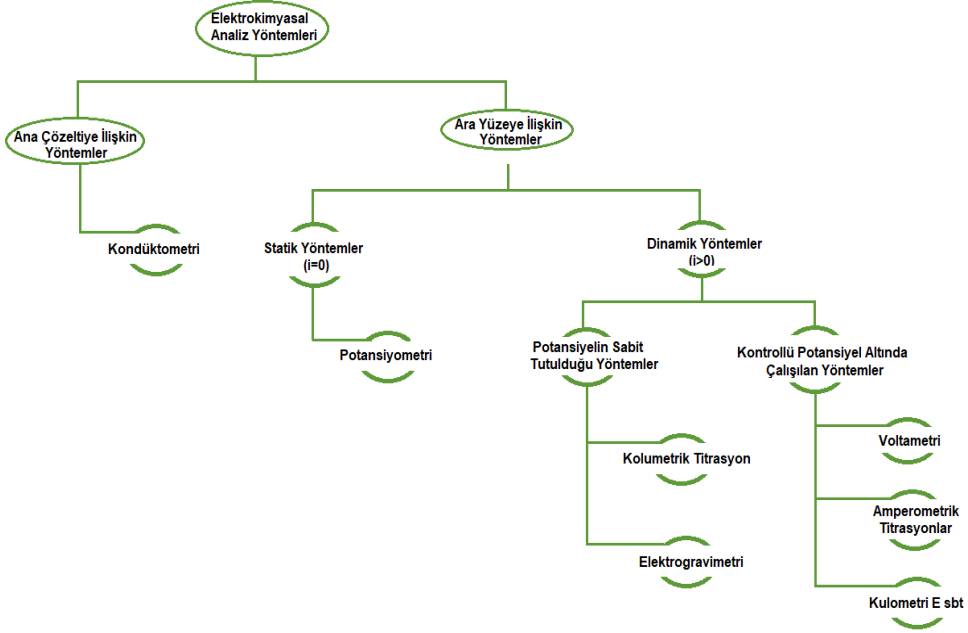 Elektrokimyasal
Analiz Yöntemleri
Ana Çözeltiye İlişkin
Yöntemler
Ara Yüzeye İlişkin
Yöntemler
Kondüktometri
Statik Yöntemler
(i=0)
Dinamik Yöntemler
(i>0)
Potansiyometri
Potansiyelin Sabit
Tutulduğu Yöntemler
Kontrollü Potansiyel Altında
Çalışılan Yöntemler
Kolumetrik Titrasyon
Elektrogravimetri
Voltametri
Amperometrik
Titrasyonlar
Kulometri E sbt